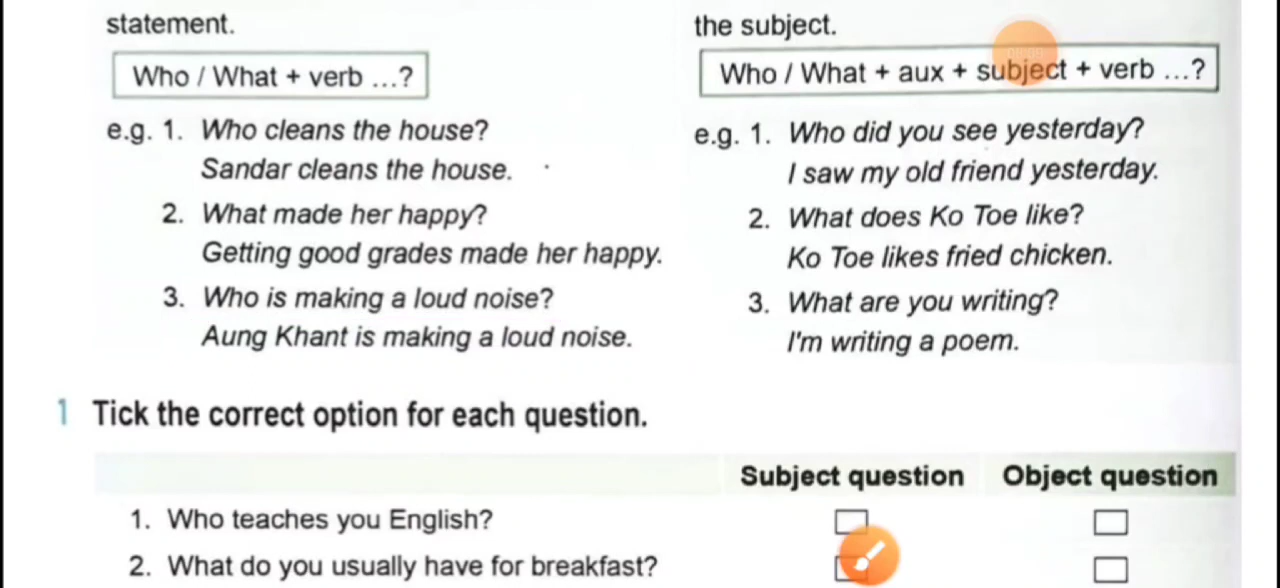 statement.
Who / What + verb ...?
e.g. 1. Who cleans the house?
Sandar cleans the house.
2. What made her happy?
Getting good grades made her happy.
3. Who is making a loud noise?
Aung Khant is making a loud noise.
the subject.
Who / What + aux + subject + verb ...?
e.g. 1. Who did you see yesterday?
I saw my old friend yesterday.
2. What does Ko Toe like?
Ko Toe likes fried chicken.
3. What are you writing?
I'm writing a poem.
1 Tick the correct option for each question.
Subject question Object question
1. Who teaches you English?
2. What do you usually have for breakfast?